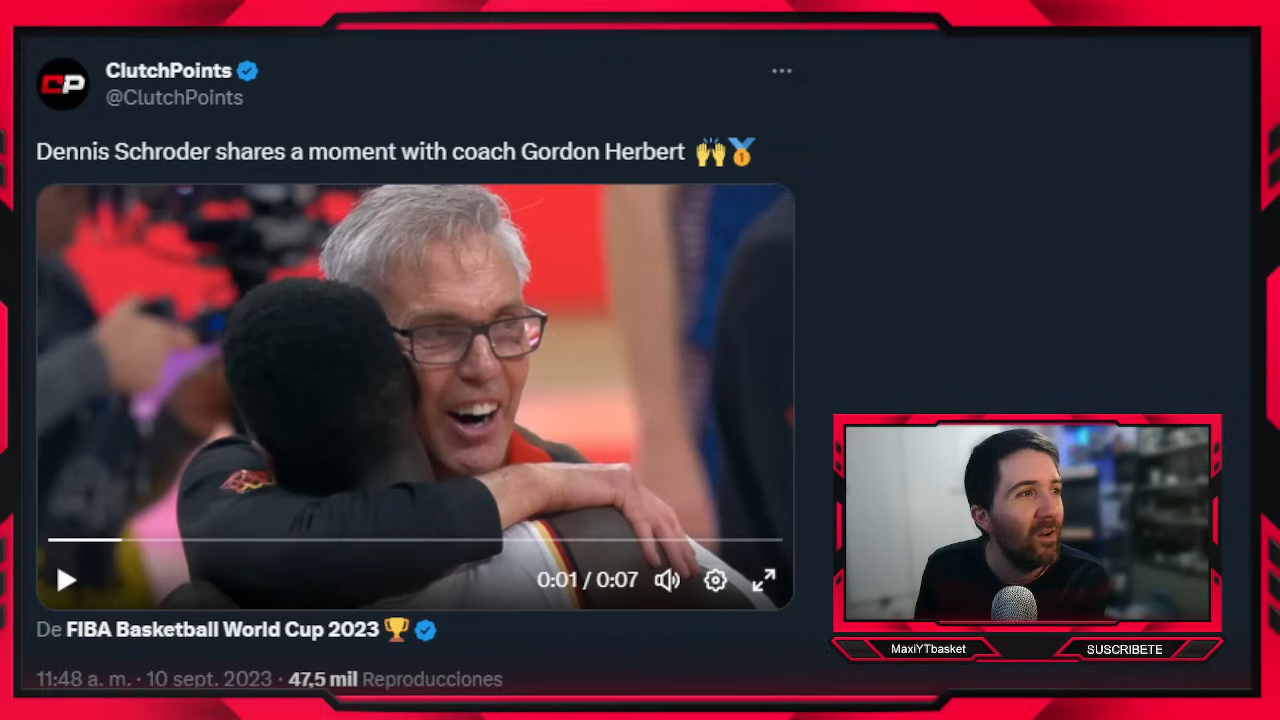 CP
ClutchPoints
@ClutchPoints
Dennis Schroder shares a moment with coach Gordon Herbert 🙌🥇
0:01 / 0:07
De FIBA Basketball World Cup 2023 🏆
11:48 a. m. · 10 sept. 2023 · 47,5 mil Reproducciones
MaxiYTbasket
SUSCRIBETE